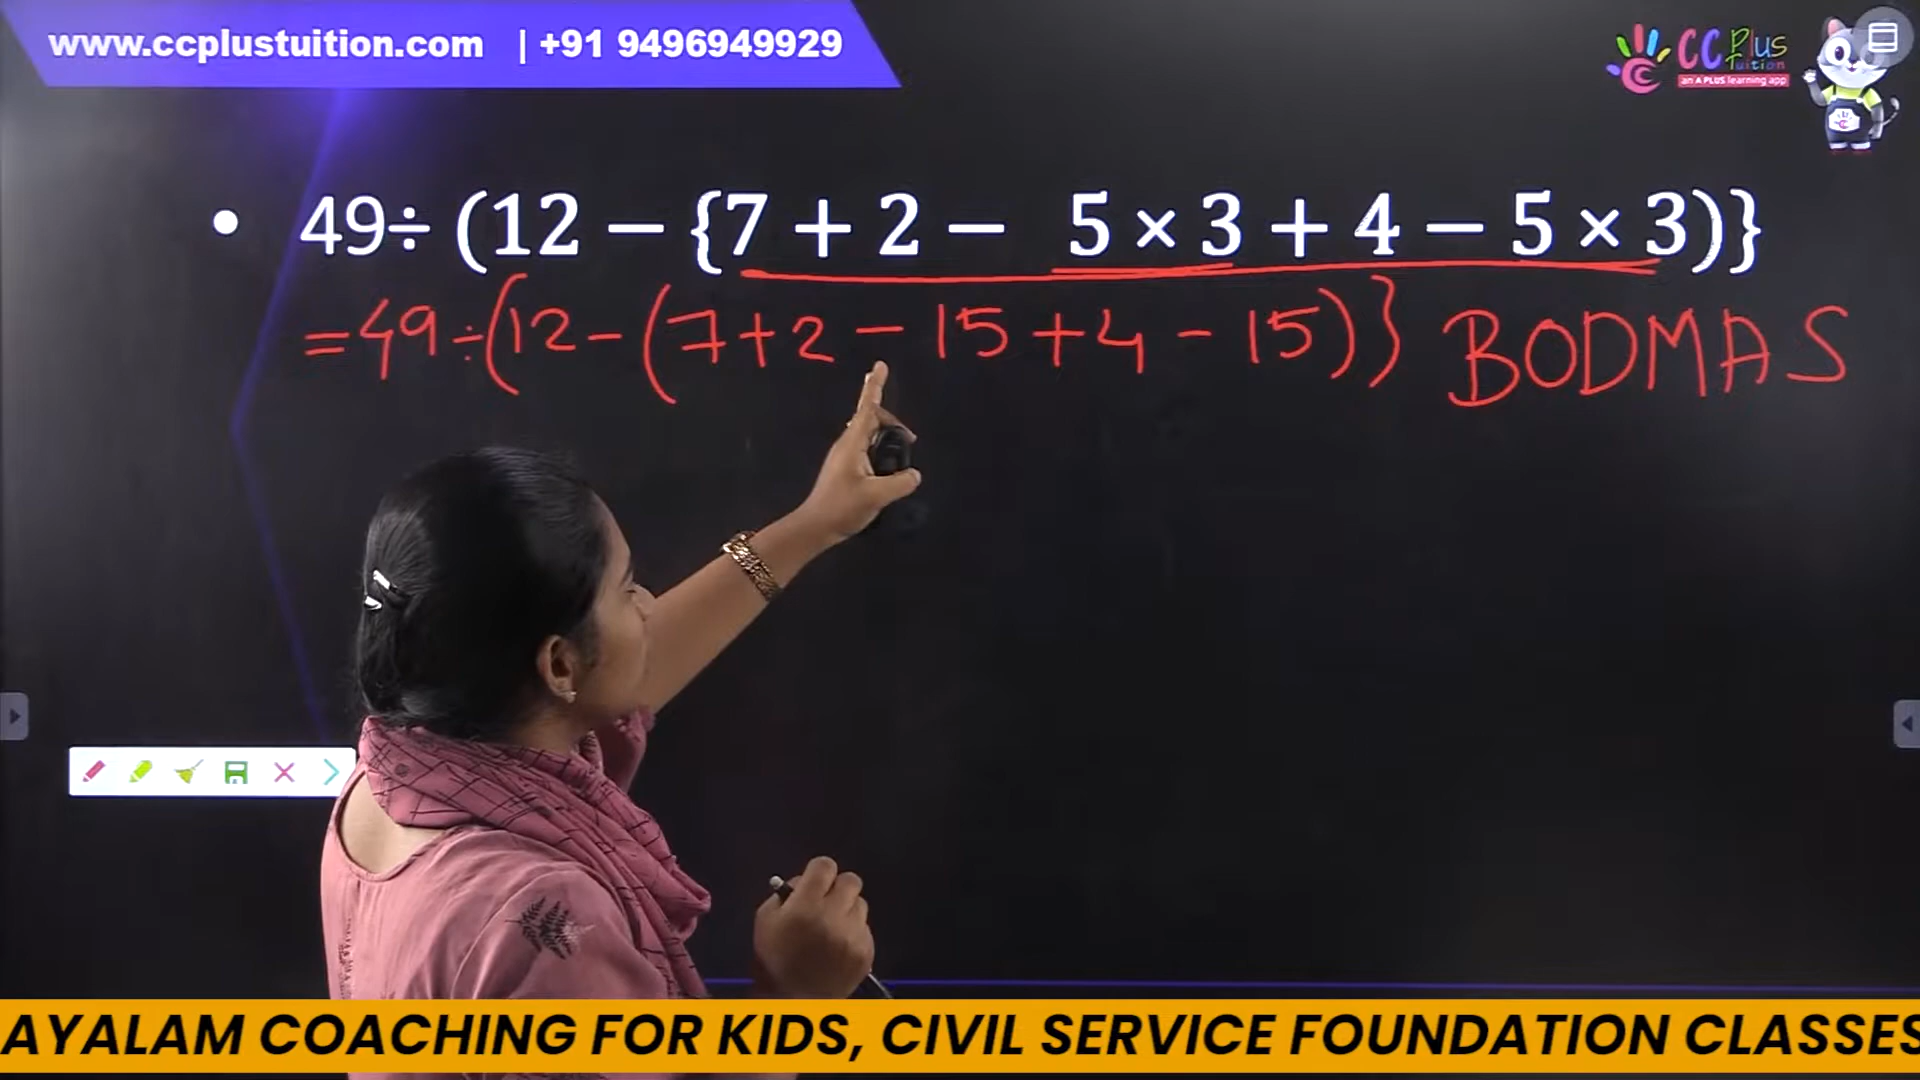 www.ccplustuition.com | +91 9496949929
CC Plus
Tuition
an A PLUS learning app
• 49÷ (12 − {7 + 2 − 5 × 3 + 4 − 5 × 3)}
=49÷(12-(7+2-15+4-15)} BODMAS
AYALAM COACHING FOR KIDS, CIVIL SERVICE FOUNDATION CLASSES